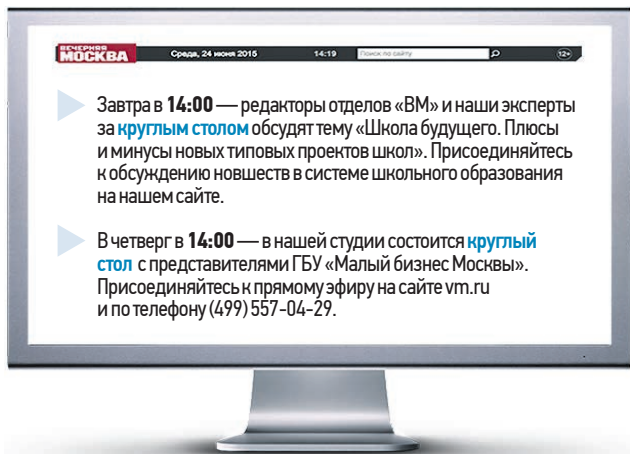 ВЕЧЕРНЯЯ
МОСКВА
Среда, 24 июня 2015 14:19 Поиск по сайту 12+
Завтра в 14:00 — редакторы отделов «ВМ» и наши эксперты
за круглым столом обсудят тему «Школа будущего. Плюсы
и минусы новых типовых проектов школ». Присоединяйтесь
к обсуждению новшеств в системе школьного образования
на нашем сайте.
В четверг в 14:00 — в нашей студии состоится круглый
стол с представителями ГБУ «Малый бизнес Москвы».
Присоединяйтесь к прямому эфиру на сайте vm.ru
и по телефону (499) 557-04-29.